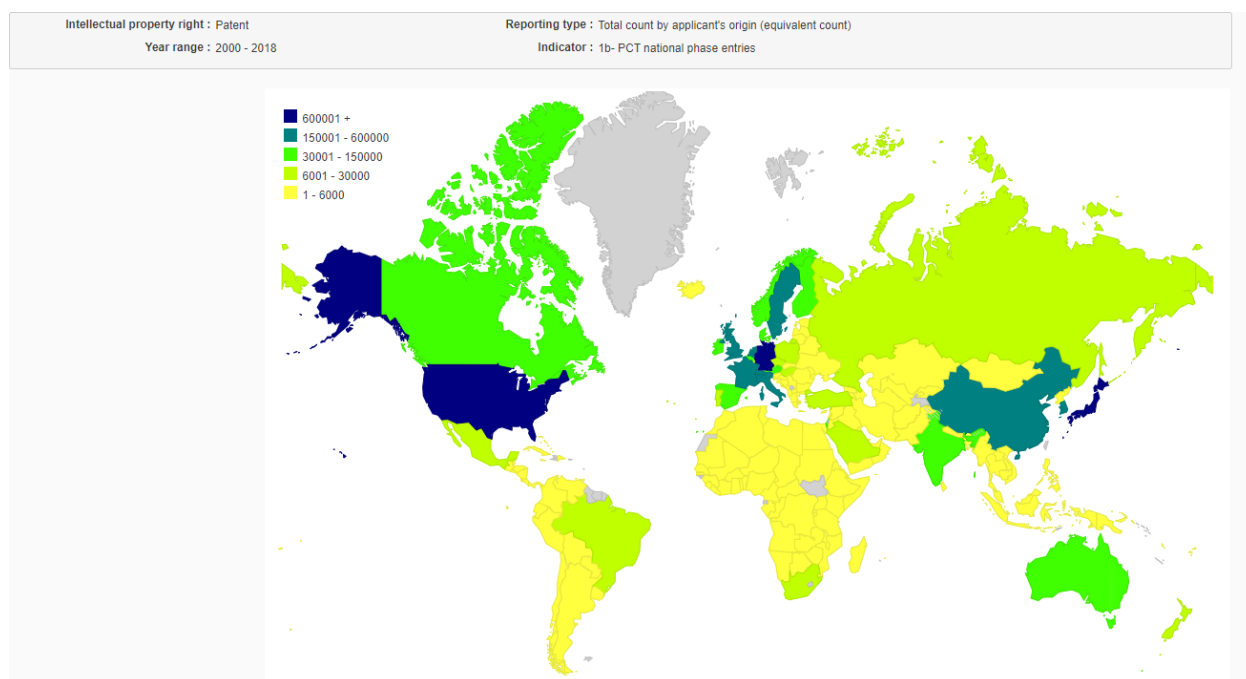 Intellectual property right : Patent
Reporting type : Total count by applicant's origin (equivalent count)
Year range : 2000 - 2018
Indicator : 1b- PCT national phase entries
600001 +
150001 - 600000
30001 - 150000
6001 - 30000
1 - 6000